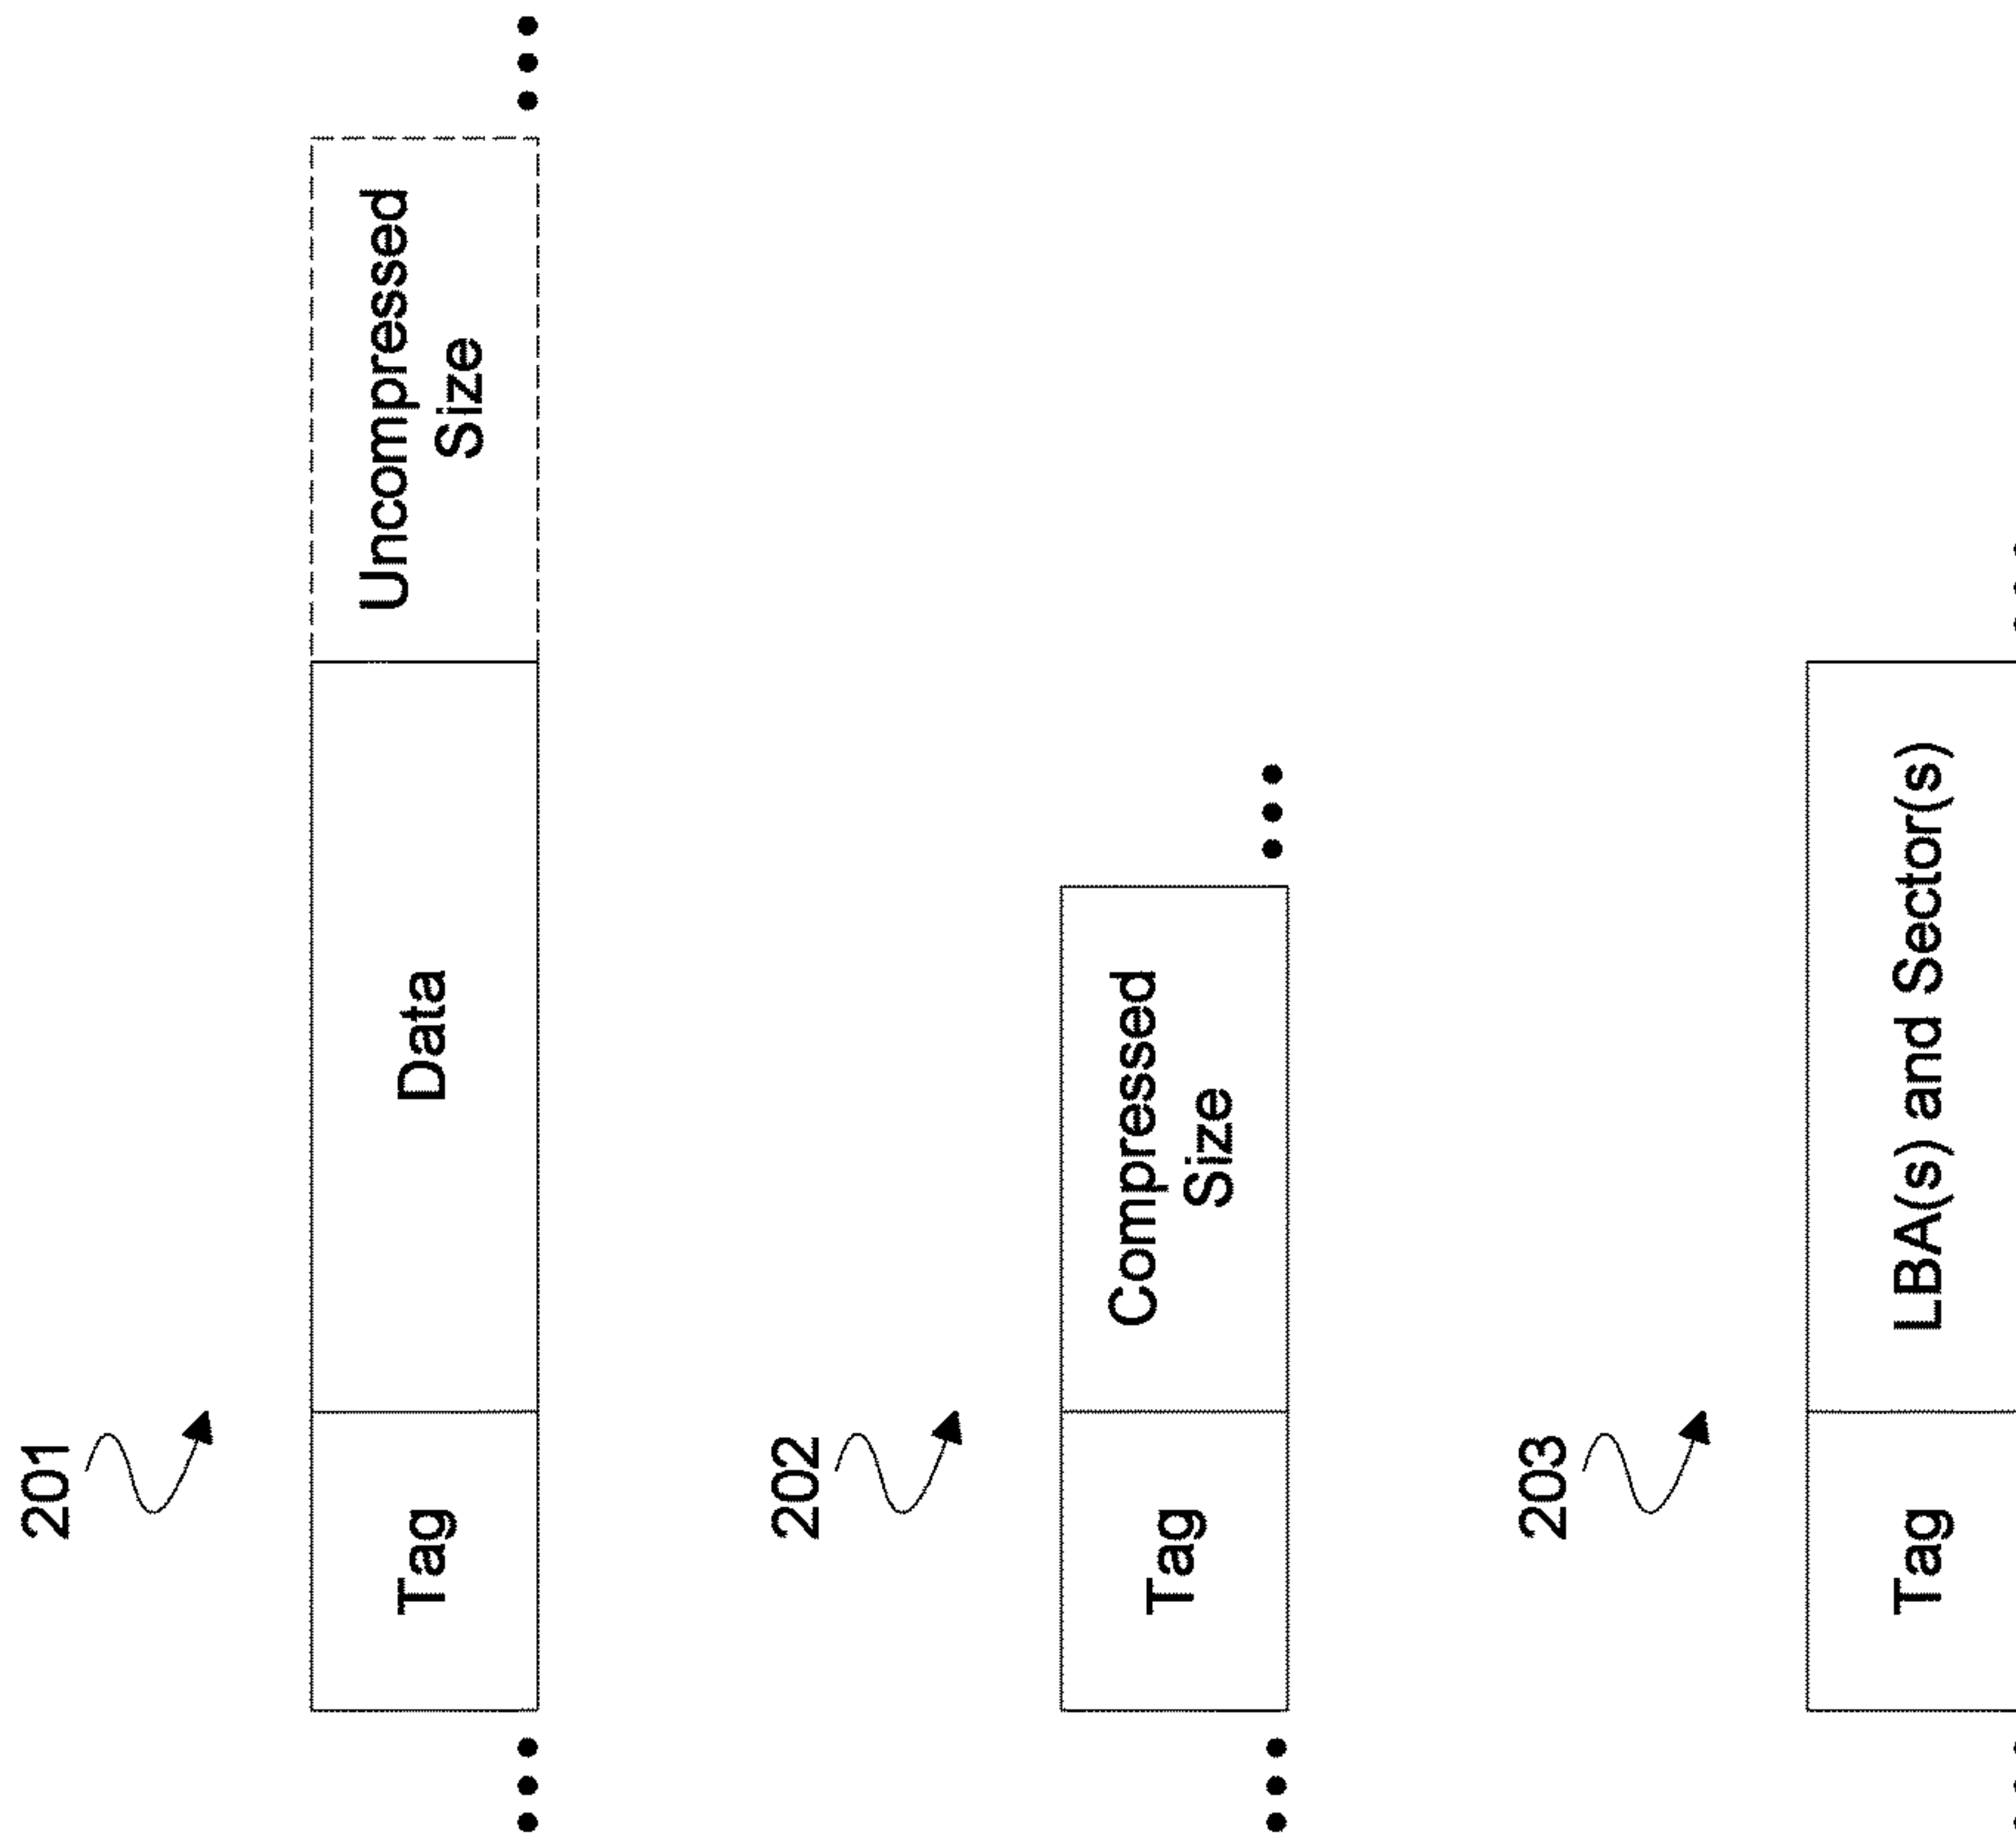 201
Tag
Data
Uncompressed
Size
202
Tag
Compressed
Size
203
Tag
LBA(s) and Sector(s)